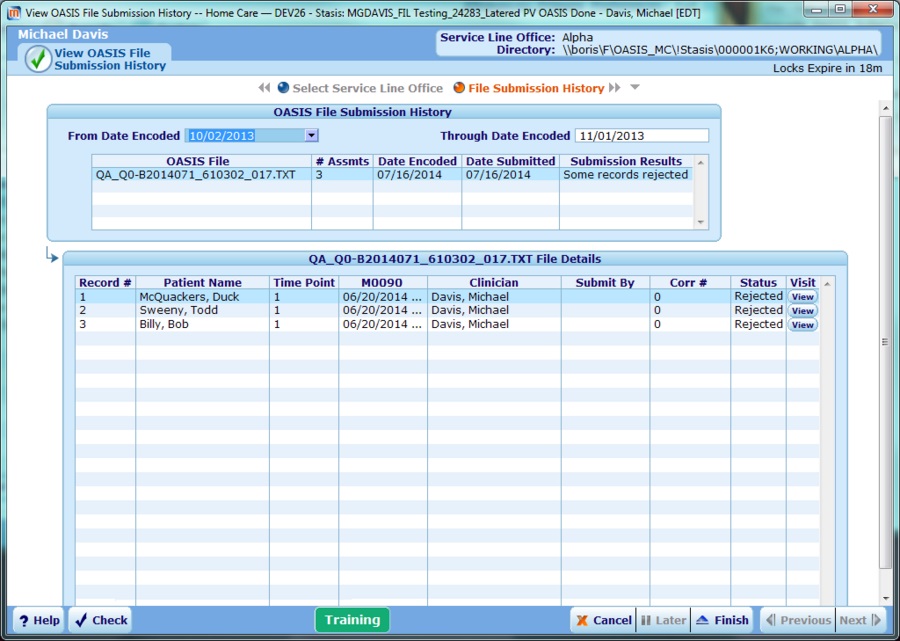 View OASIS File Submission History -- Home Care — DEV26 - Stasis: MGDAVIS_FIL Testing_24283_Latered PV OASIS Done - Davis, Michael [EDT]
Michael Davis
View OASIS File
Submission History
Service Line Office: Alpha
Directory: \\boris\F\OASIS_MC\!Stasis\000001K6;WORKING\ALPHA\
Locks Expire in 18m
Select Service Line Office File Submission History
OASIS File Submission History
From Date Encoded 10/02/2013 Through Date Encoded 11/01/2013
OASIS File # Assmts Date Encoded Date Submitted Submission Results
QA_Q0-B2014071_610302_017.TXT 3 07/16/2014 07/16/2014 Some records rejected
QA_Q0-B2014071_610302_017.TXT File Details
Record # Patient Name Time Point M0090 Clinician Submit By Corr # Status Visit
1 McQuackers, Duck 1 06/20/2014 ... Davis, Michael 0 Rejected View
2 Sweeny, Todd 1 06/20/2014 ... Davis, Michael 0 Rejected View
3 Billy, Bob 1 06/20/2014 ... Davis, Michael 0 Rejected View
? Help Check Training Cancel Later Finish Previous Next